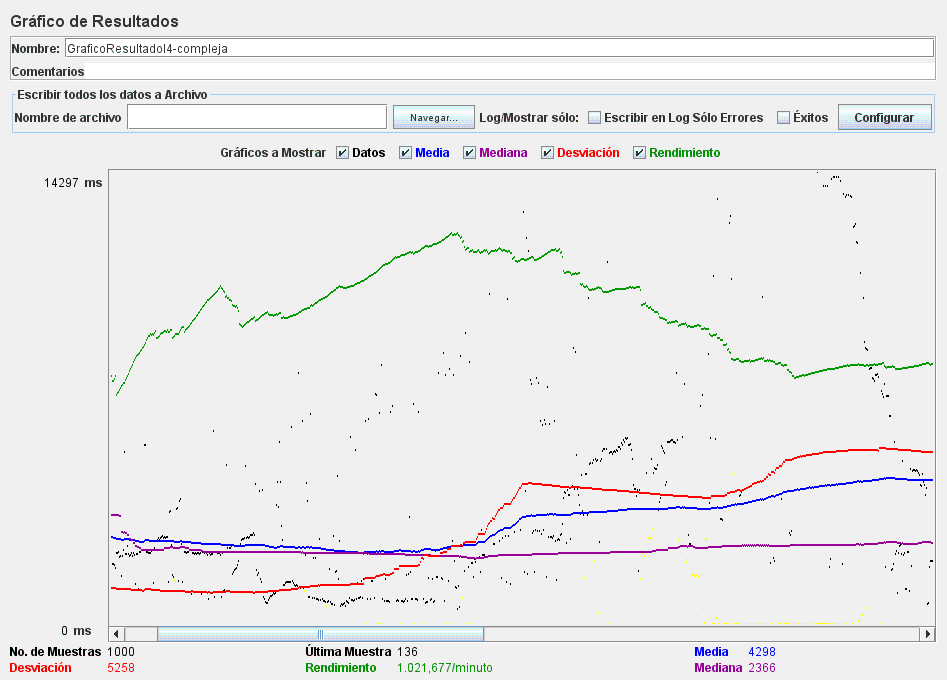 Gráfico de Resultados
Nombre: GraficoResultadoI4-compleja
Comentarios
Escribir todos los datos a Archivo
Nombre de archivo Navegar... Log/Mostrar sólo: Escribir en Log Sólo Errores Éxitos Configurar
Gráficos a Mostrar Datos Media Mediana Desviación Rendimiento
14297 ms
0 ms
No. de Muestras 1000 Última Muestra 136 Media 4298
Desviación 5258 Rendimiento 1.021,677/minuto Mediana 2366